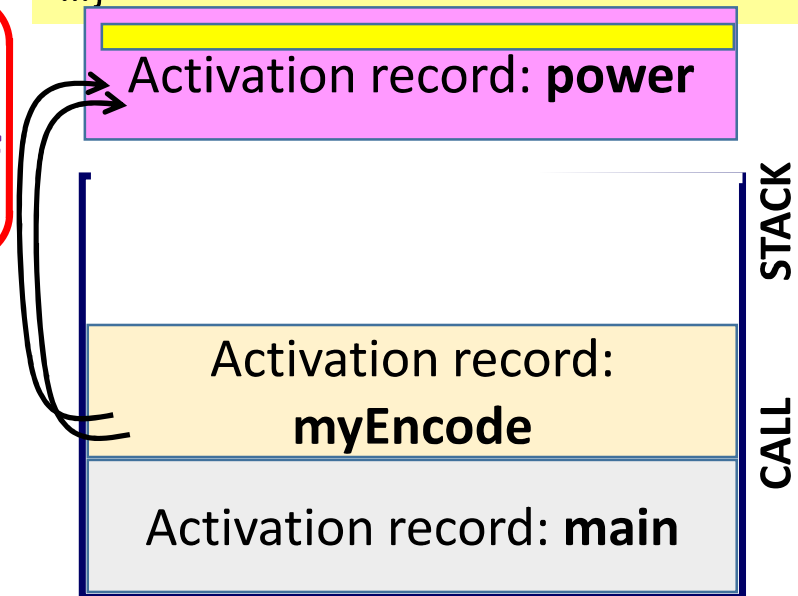 Activation record: power
STACK
Activation record:
myEncode
CALL
Activation record: main